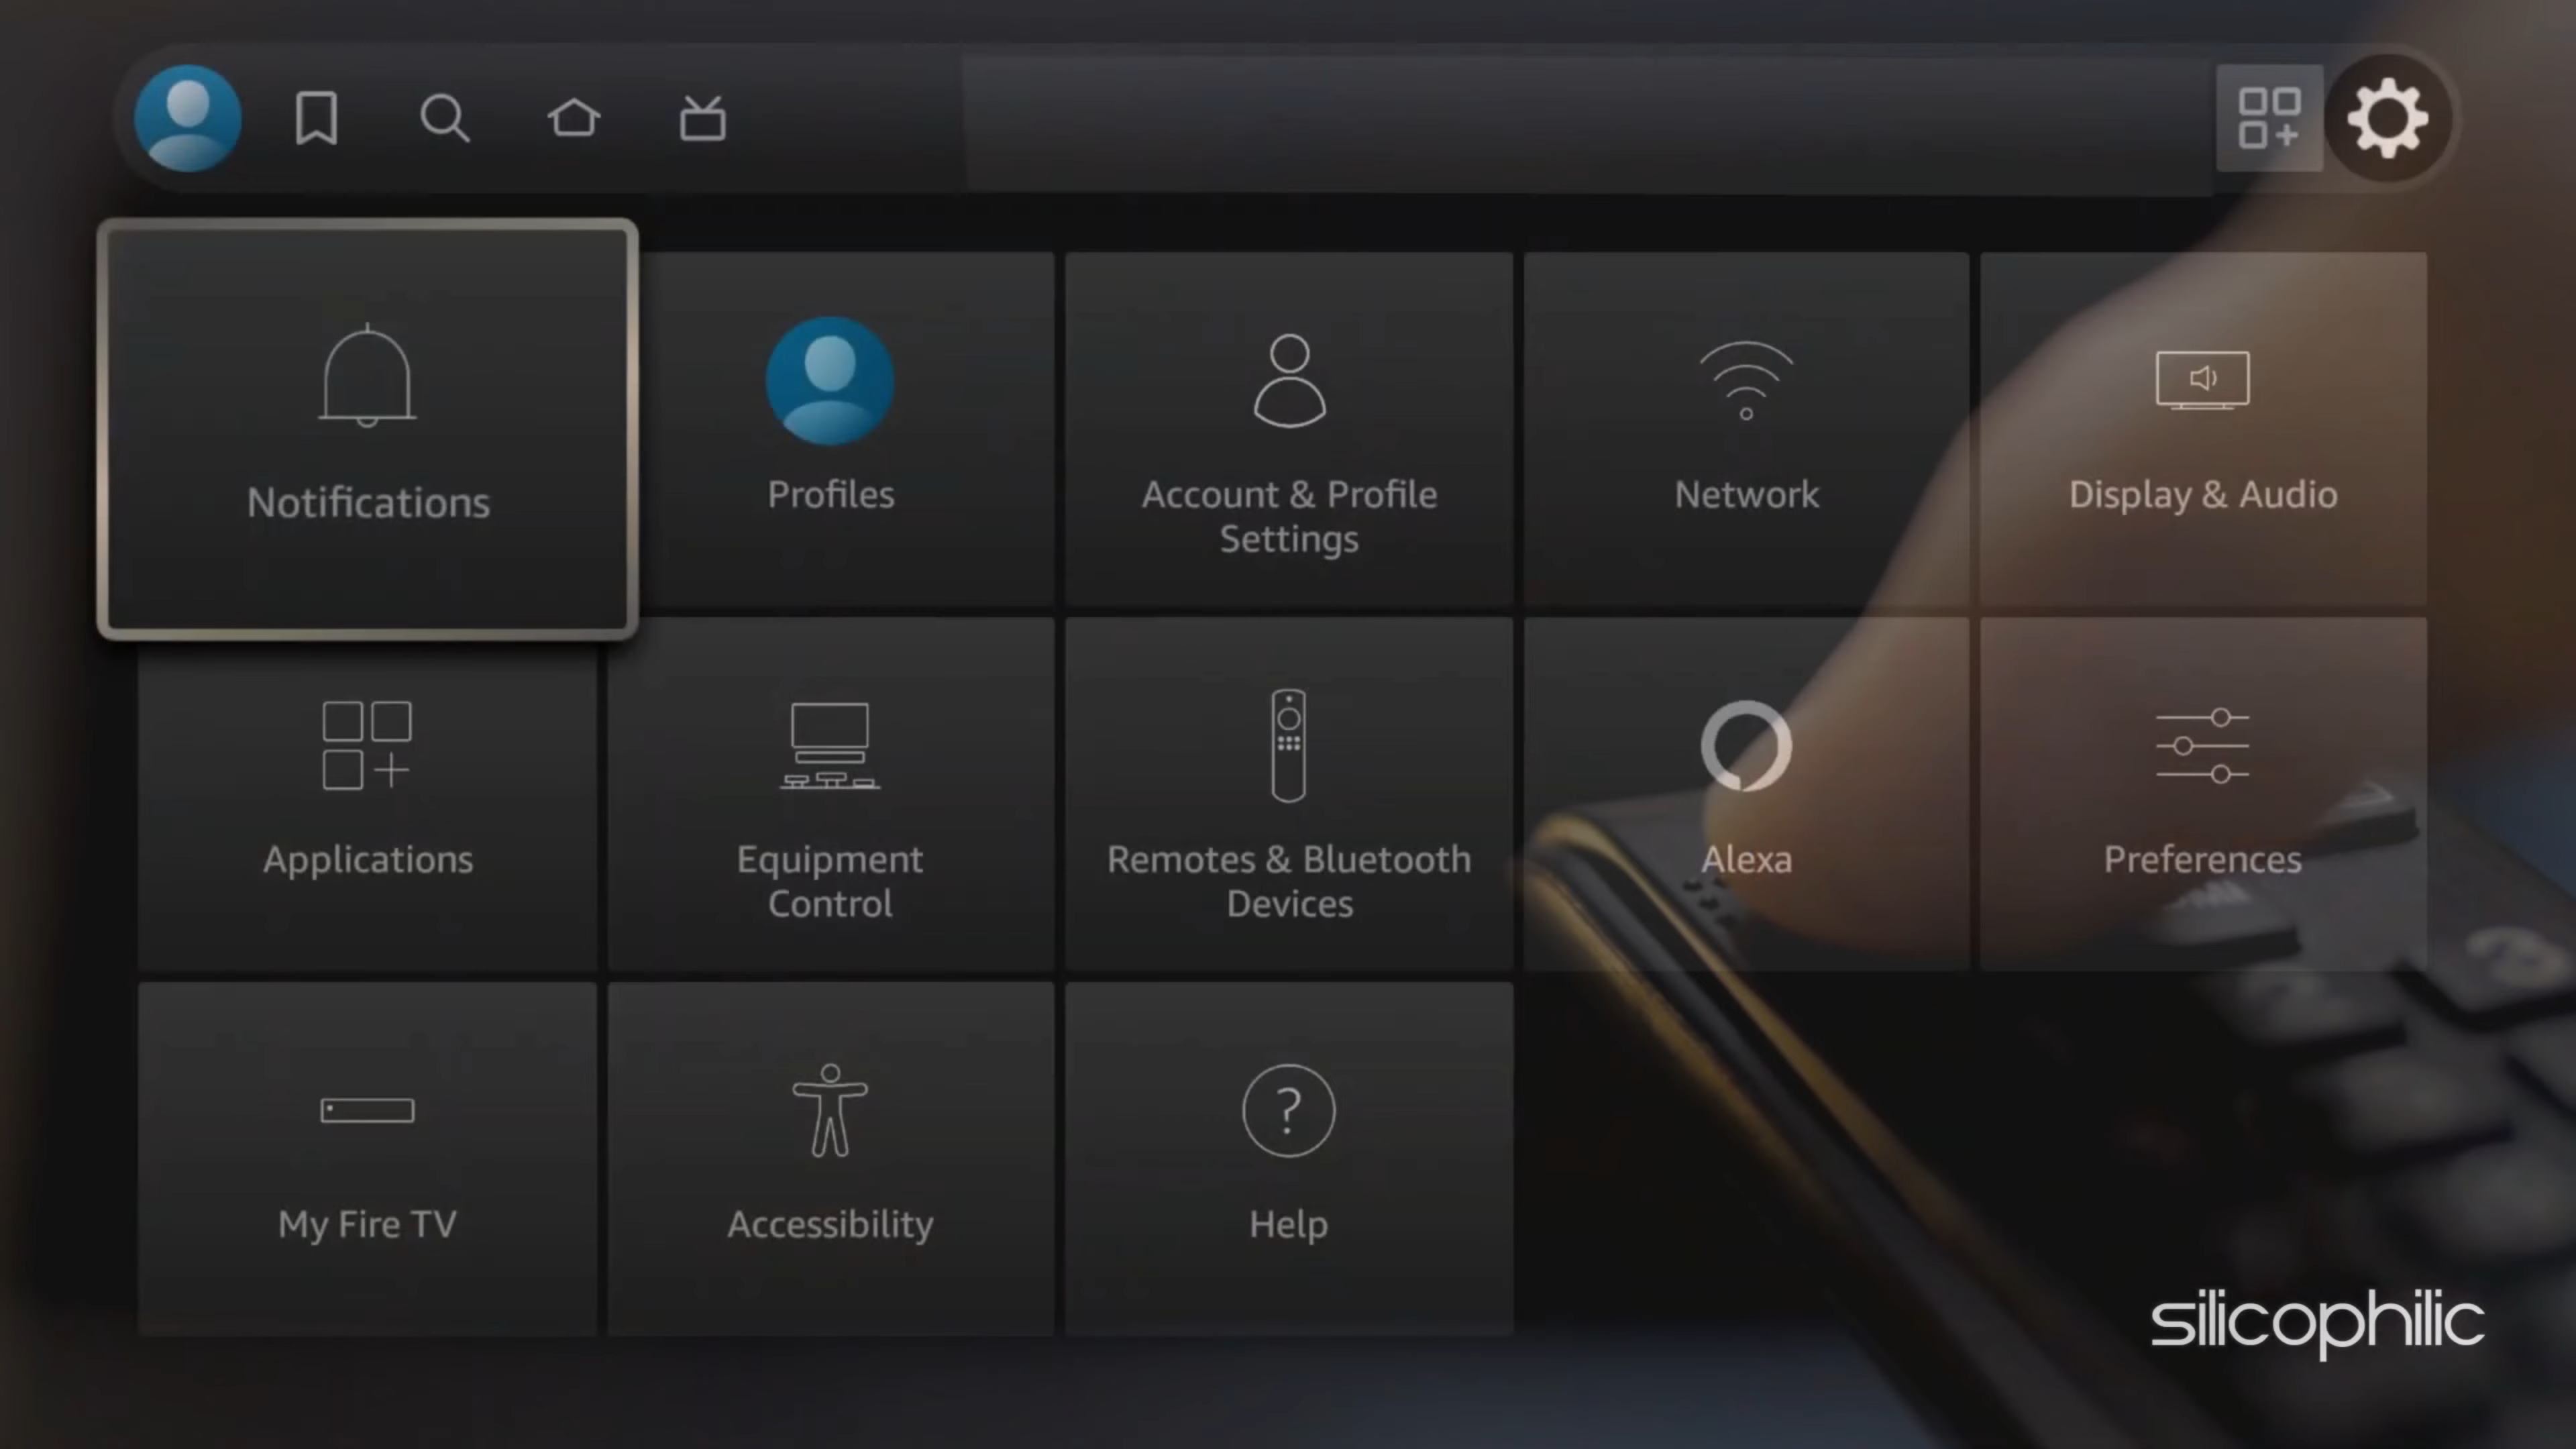 Notifications
Profiles
Account & Profile
Settings
Network
Display & Audio
Applications
Equipment
Control
Remotes & Bluetooth
Devices
Alexa
Preferences
My Fire TV
Accessibility
?
Help
silicophilic